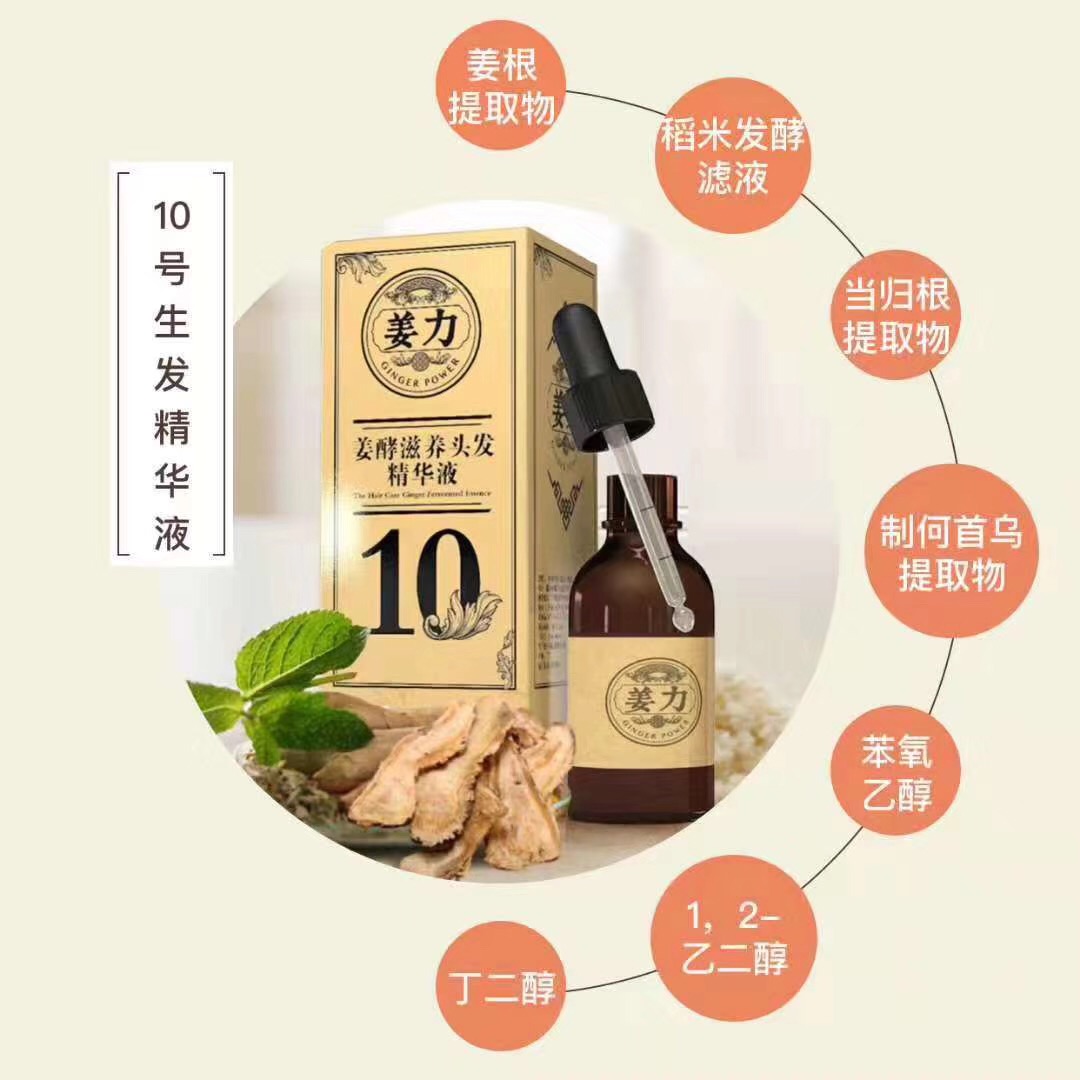 10号生发精华液
姜根
提取物
稻米发酵
滤液
当归根
提取物
制何首乌
提取物
苯氧
乙醇
1，2-
乙二醇
丁二醇
姜力
GINGER POWER
姜酵滋养头发
精华液
The Hair Care Ginger Fermented Essence
10
姜力
GINGER POWER